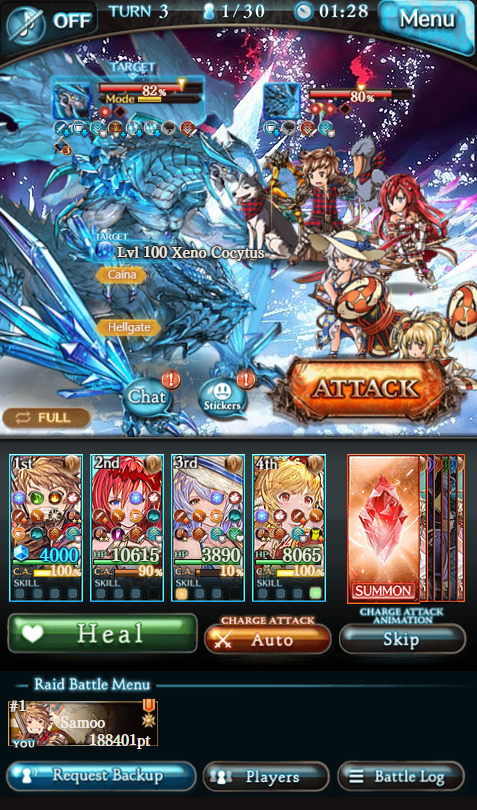 OFF TURN 3 1/30 01:28 Menu
TARGET
82%
Mode
80%
3
TARGET
Lvl 100 Xeno Cocytus
Caina
Hellgate
ATTACK
Chat !
Stickers !
FULL
1st 2nd 3rd 4th
4000 HP 10615 HP 3890 HP 8065
C.A. 100% C.A. 90% C.A. 10% C.A. 100%
SKILL SKILL SKILL SKILL
SUMMON
Heal
CHARGE ATTACK
Auto
CHARGE ATTACK
ANIMATION
Skip
Raid Battle Menu
#1
Samoo
YOU 188401pt
Request Backup Players Battle Log